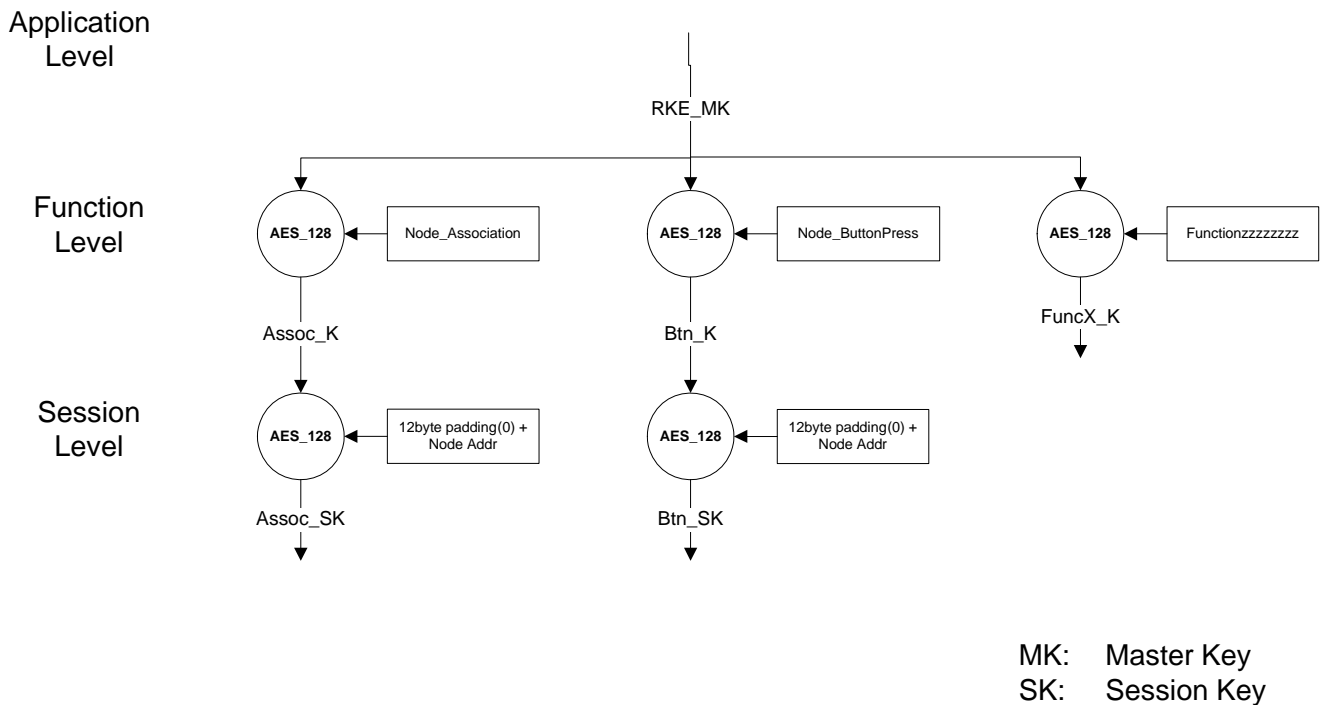 Application
Level
RKE_MK
Function
Level
AES_128
Node_Association
AES_128
Node_ButtonPress
AES_128
Functionzzzzzzzz
Assoc_K
Btn_K
FuncX_K
Session
Level
AES_128
12byte padding(0) +
Node Addr
AES_128
12byte padding(0) +
Node Addr
Assoc_SK
Btn_SK
MK: Master Key
SK: Session Key